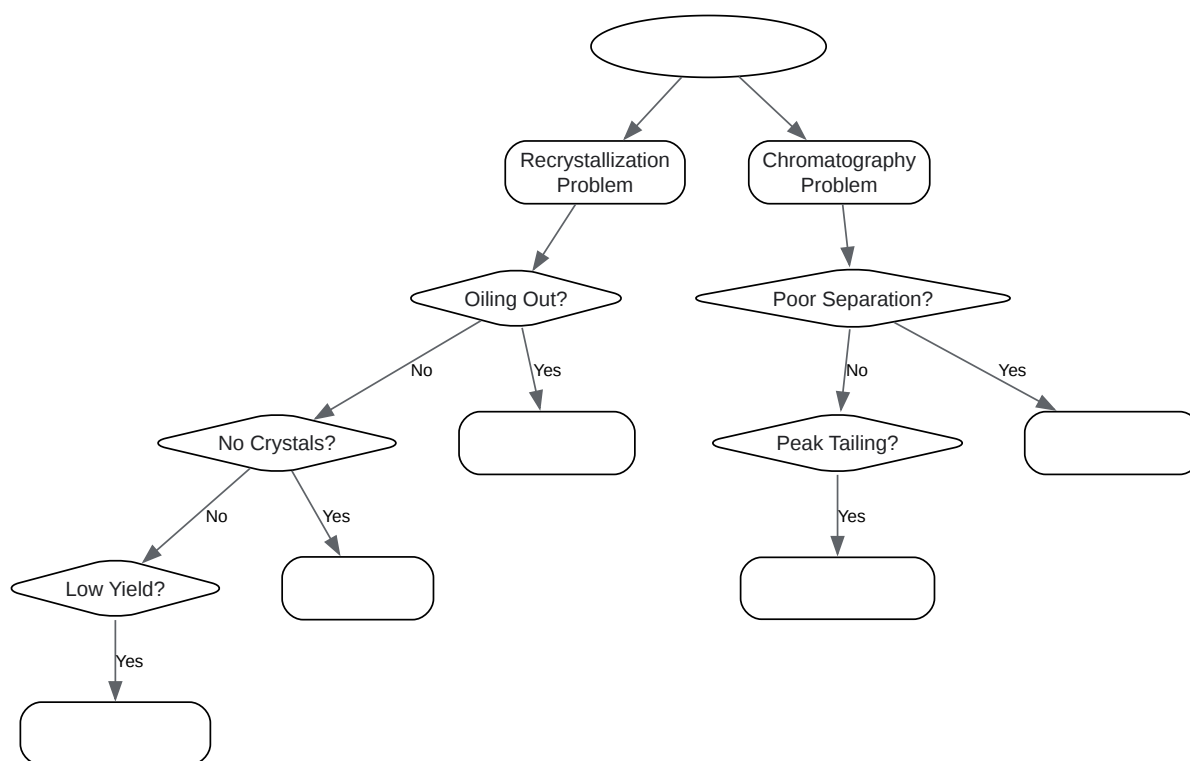 Recrystallization
Problem
Chromatography
Problem
Oiling Out?
Poor Separation?
No
Yes
No
Yes
No Crystals?
Peak Tailing?
No
Yes
Yes
Low Yield?
Yes